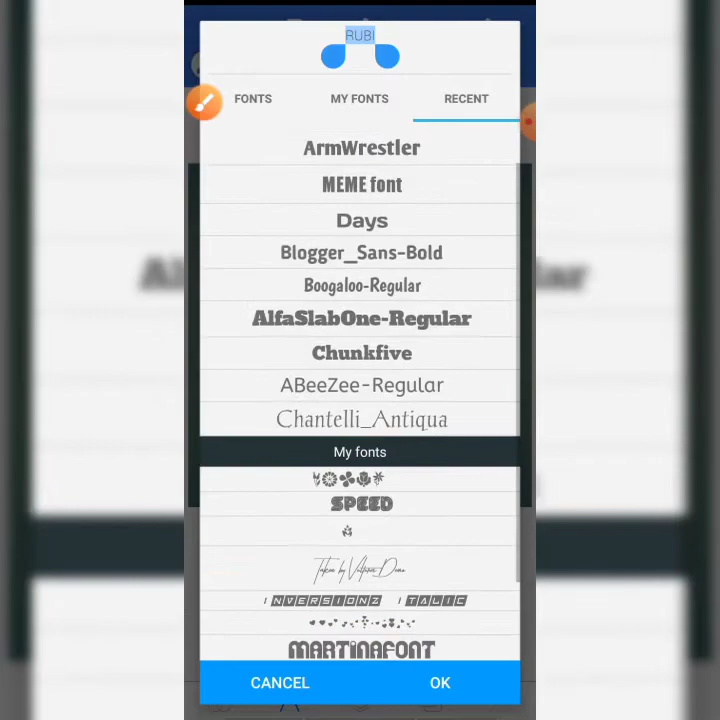 RUBI
FONTS MY FONTS RECENT
ArmWrestler
MEME font
Days
Blogger_Sans-Bold
Boogaloo-Regular
AlfaSlabOne-Regular
Chunkfive
ABeeZee-Regular
Chantelli_Antiqua
My fonts
SPEED
INVERSIONZ ITALIC
MARTINAFONT
CANCEL OK